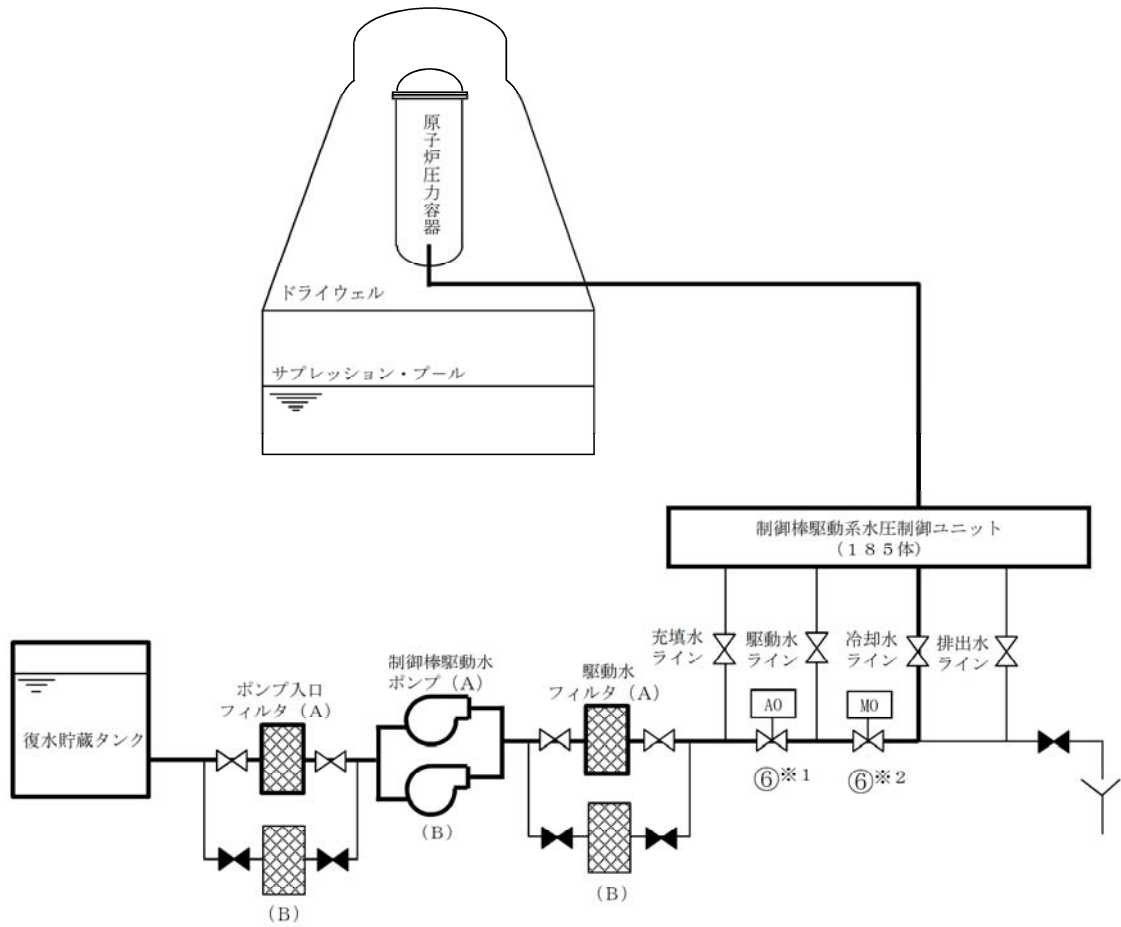 原子炉圧力容器
ドライウェル
サプレッション・プール
制御棒駆動系水圧制御ユニット
（１８５体）
充填水
ライン
駆動水
ライン
冷却水
ライン
排出水
ライン
制御棒駆動水
ポンプ（A）
駆動水
フィルタ（A）
ポンプ入口
フィルタ（A）
復水貯蔵タンク
AO
MO
⑥※１
⑥※２
（B）
（B）
（B）